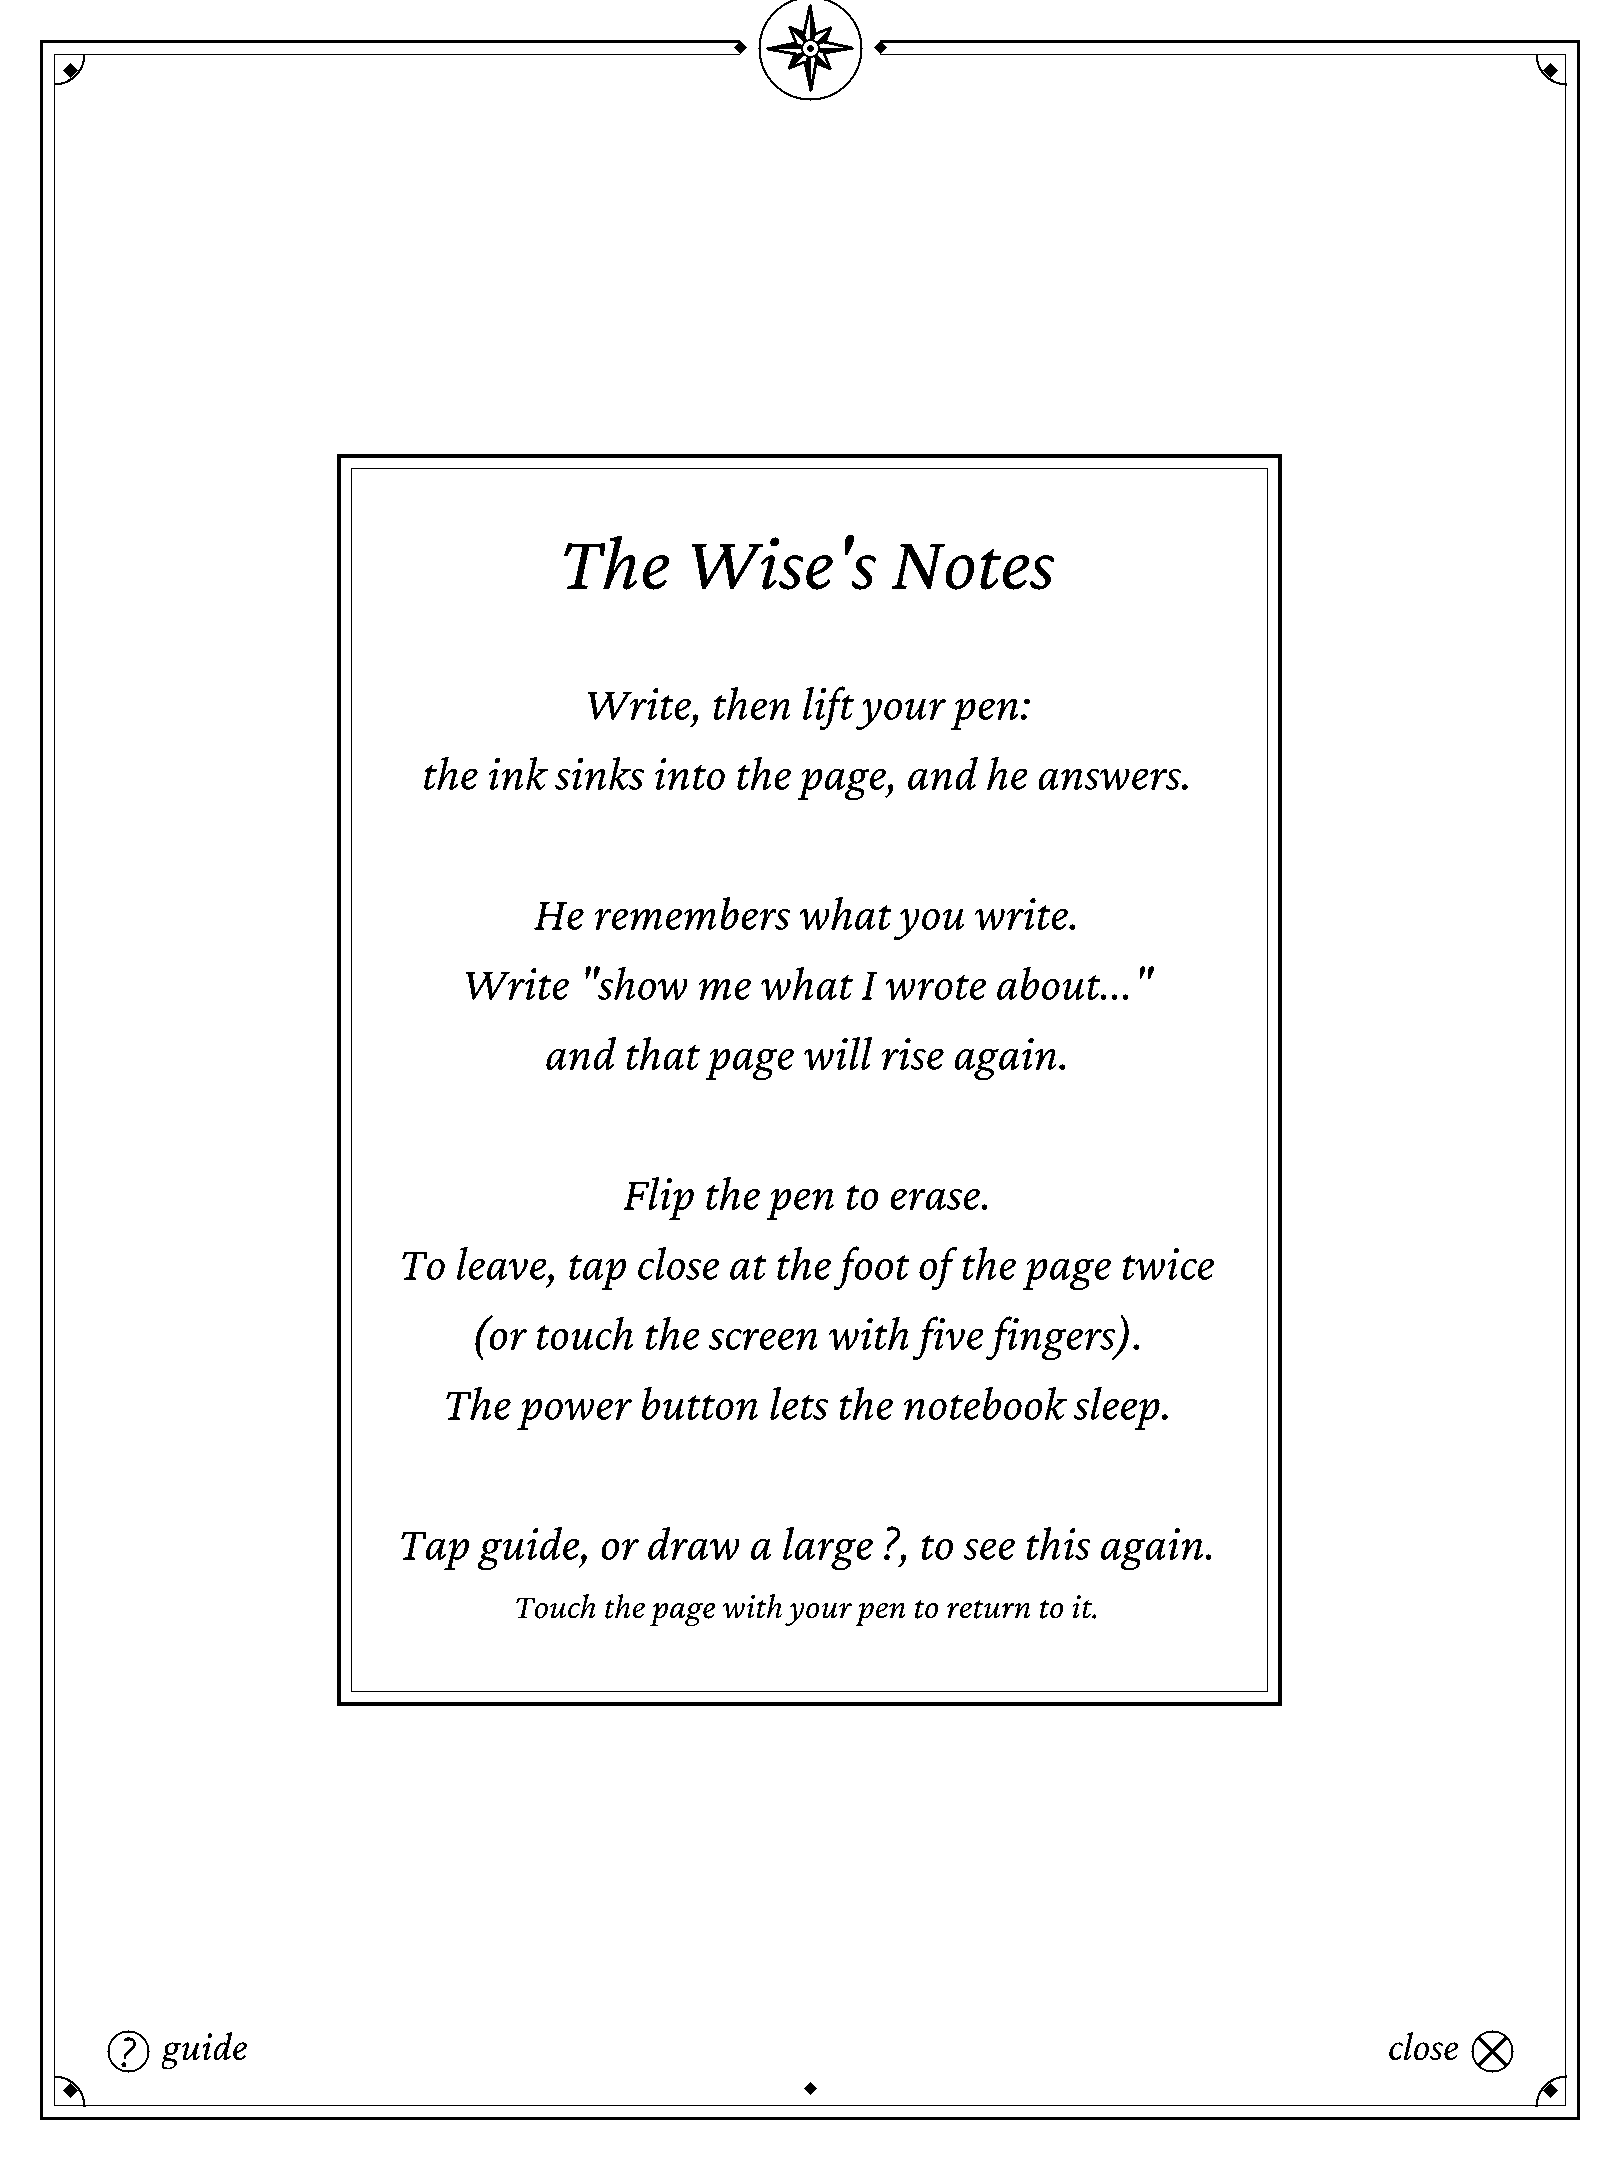 The Wise's Notes
Write, then lift your pen:
the ink sinks into the page, and he answers.
He remembers what you write.
Write "show me what I wrote about..."
and that page will rise again.
Flip the pen to erase.
To leave, tap close at the foot of the page twice
(or touch the screen with five fingers).
The power button lets the notebook sleep.
Tap guide, or draw a large ?, to see this again.
Touch the page with your pen to return to it.
? guide
close